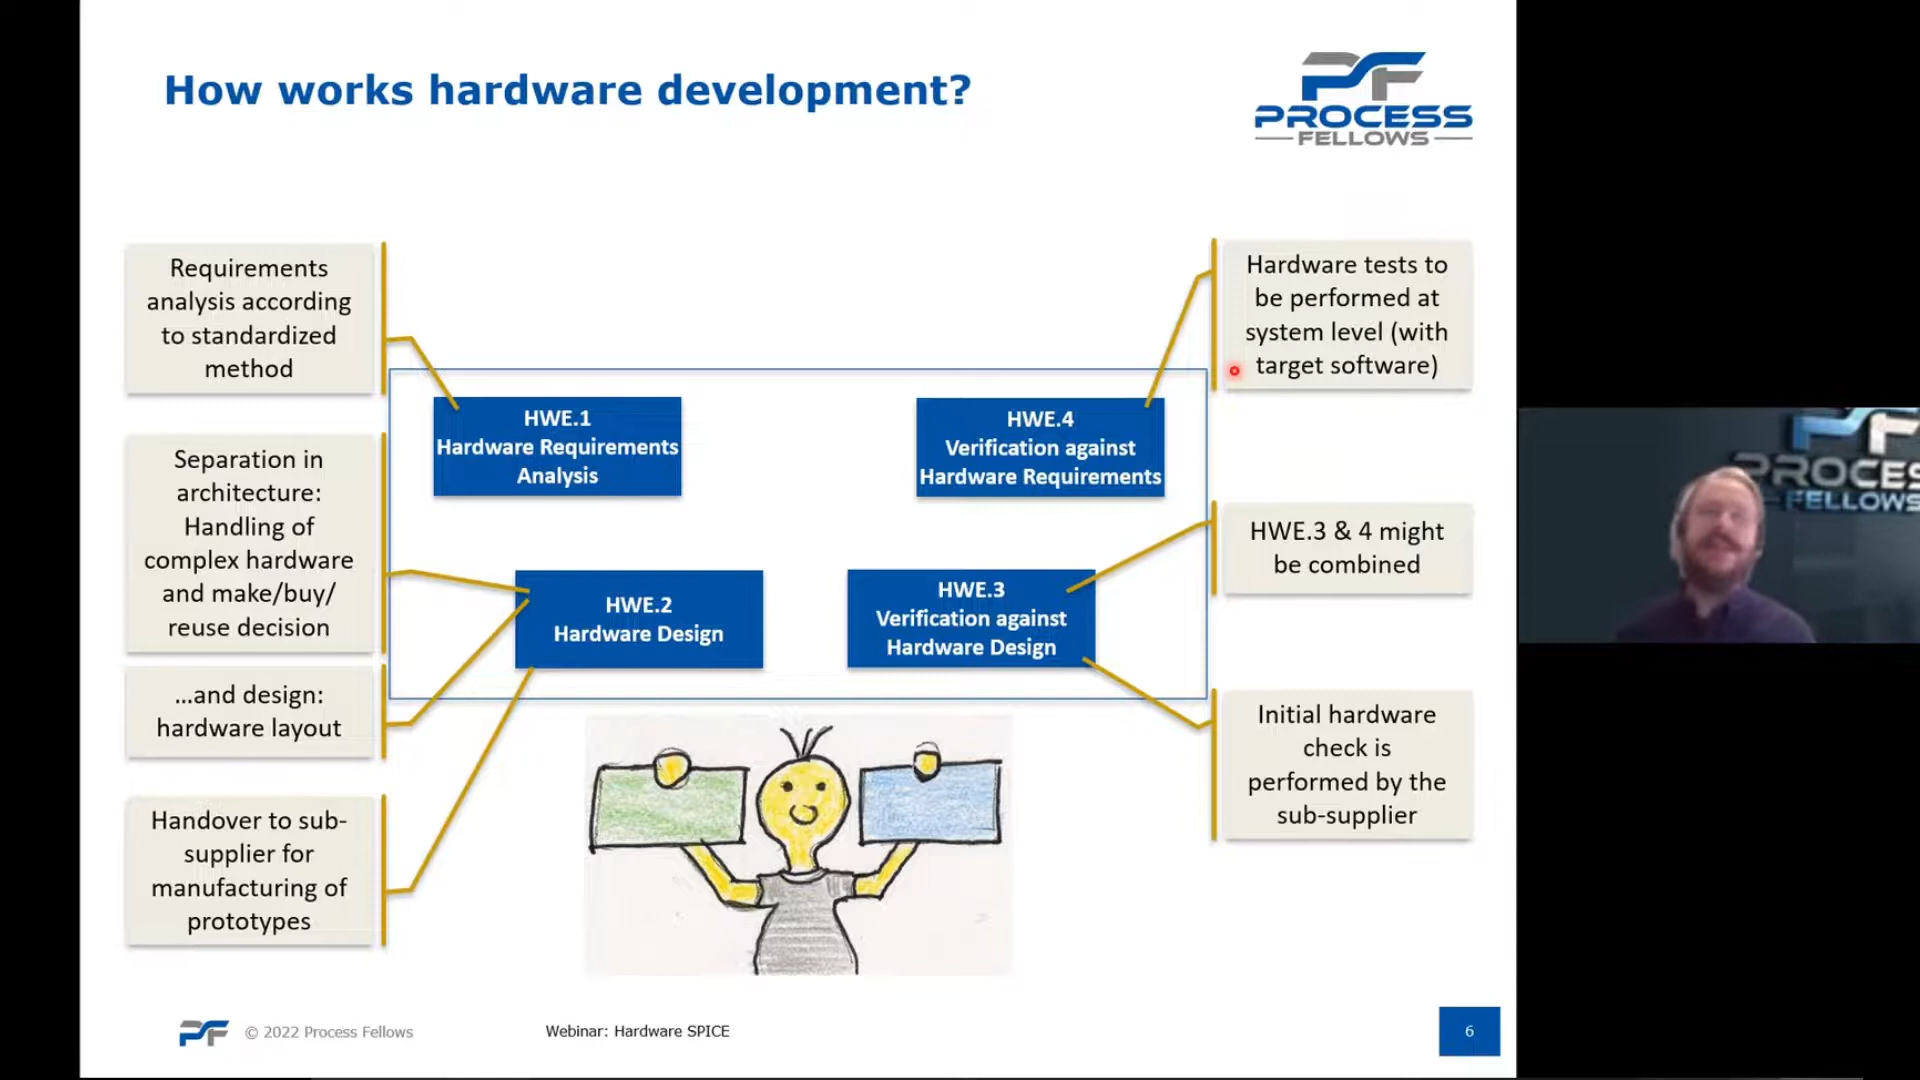 How works hardware development?
PROCESS
FELLOWS
Requirements
analysis according
to standardized
method
Separation in
architecture:
Handling of
complex hardware
and make/buy/
reuse decision
...and design:
hardware layout
Handover to sub-
supplier for
manufacturing of
prototypes
HWE.1
Hardware Requirements
Analysis
HWE.2
Hardware Design
HWE.4
Verification against
Hardware Requirements
HWE.3
Verification against
Hardware Design
Hardware tests to
be performed at
system level (with
target software)
HWE.3 & 4 might
be combined
Initial hardware
check is
performed by the
sub-supplier
PROCES
FELLOWS
© 2022 Process Fellows
Webinar: Hardware SPICE
6